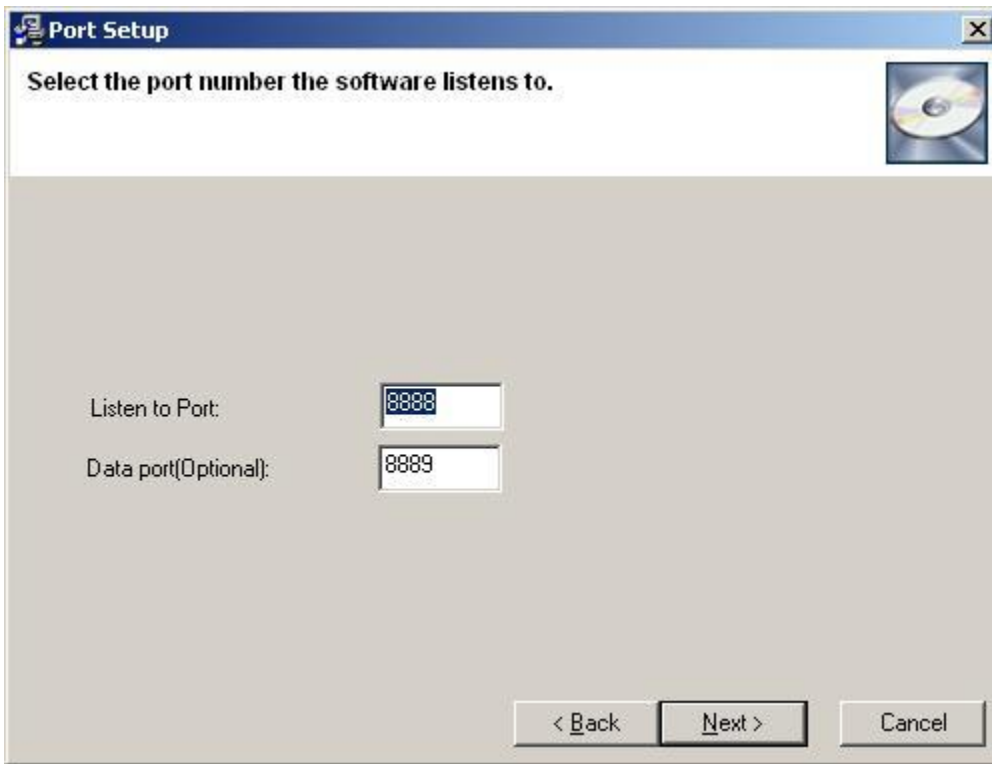 Port Setup
Select the port number the software listens to.
Listen to Port: 8888
Data port(Optional): 8889
< Back Next > Cancel